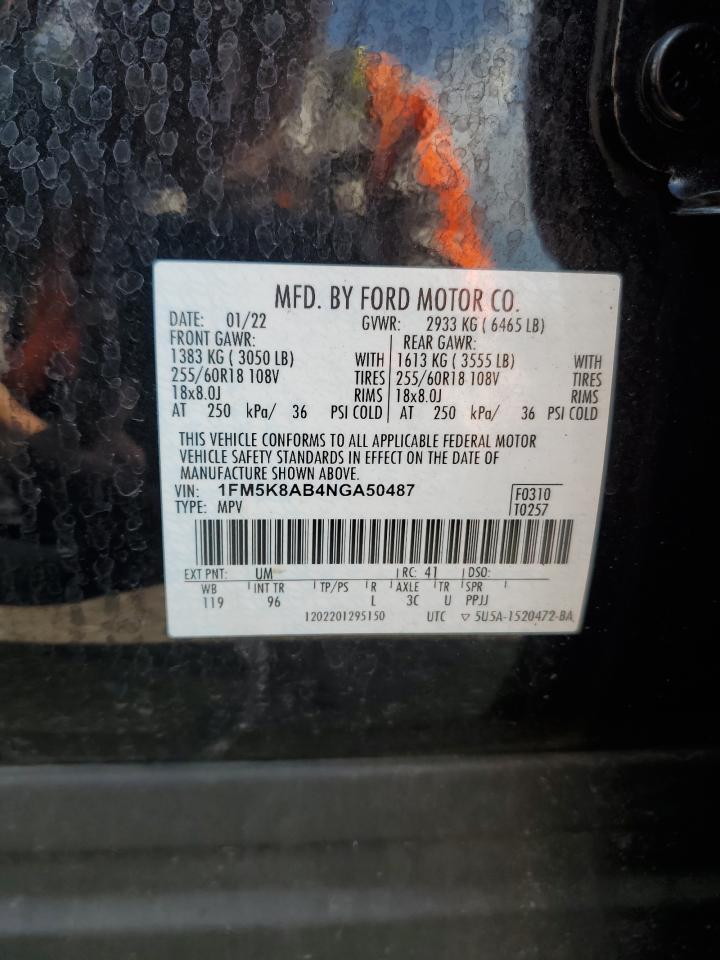 MFD. BY FORD MOTOR CO.
DATE: 01/22 GVWR: 2933 KG ( 6465 LB)
FRONT GAWR: REAR GAWR:
1383 KG ( 3050 LB) WITH 1613 KG ( 3555 LB) WITH
255/60R18 108V TIRES 255/60R18 108V TIRES
18x8.0J RIMS 18x8.0J RIMS
AT 250 kPa/ 36 PSI COLD AT 250 kPa/ 36 PSI COLD
THIS VEHICLE CONFORMS TO ALL APPLICABLE FEDERAL MOTOR
VEHICLE SAFETY STANDARDS IN EFFECT ON THE DATE OF
MANUFACTURE SHOWN ABOVE.
VIN: 1FM5K8AB4NGA50487 F0310
TYPE: MPV T0257
EXT PNT: UM RC: 41 DSO:
WB INT TR TP/PS R AXLE TR SPR
119 96 L 3C U PPJJ
1202201295150 UTC ▽ 5U5A-1520472-BA